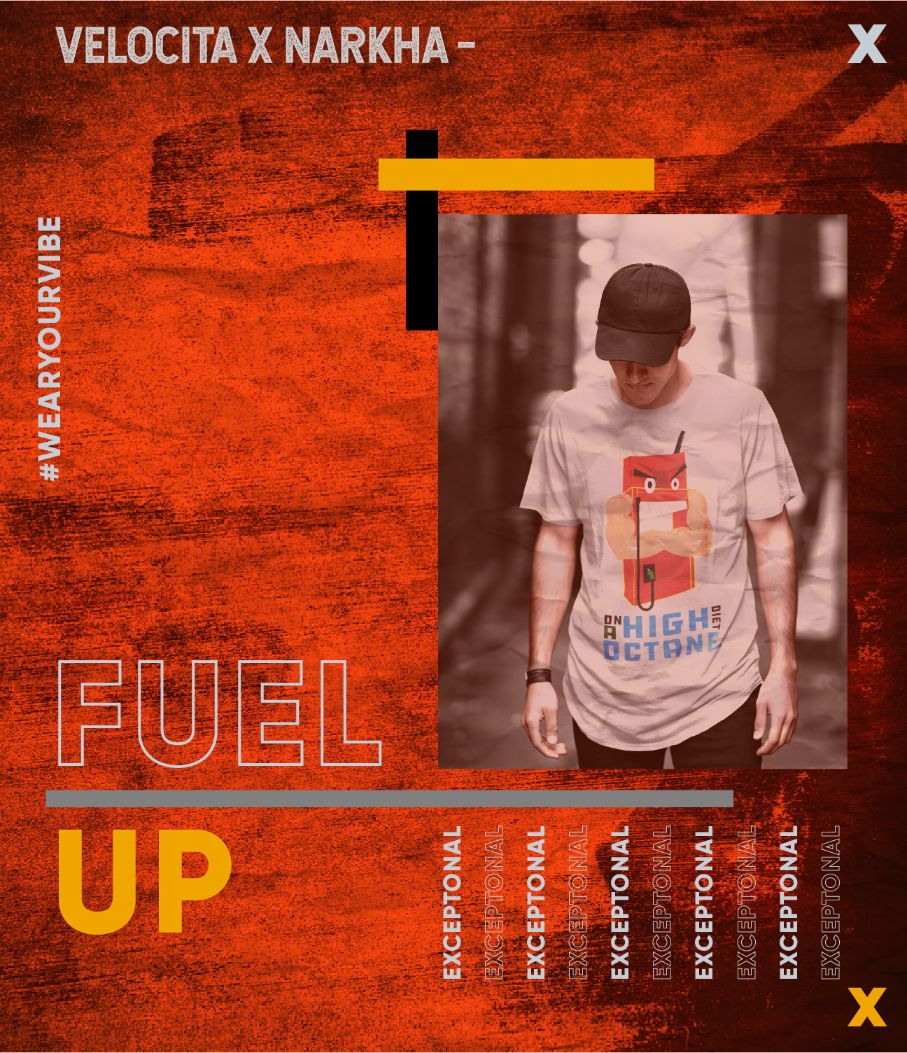 VELOCITA X NARKHA -
X
#WEARYOURVIBE
ON
A
HIGH
DIET
OCTANE
FUEL
UP
EXCEPTONAL
EXCEPTONAL
EXCEPTONAL
EXCEPTONAL
EXCEPTONAL
EXCEPTONAL
EXCEPTONAL
EXCEPTONAL
EXCEPTONAL
EXCEPTONAL
X